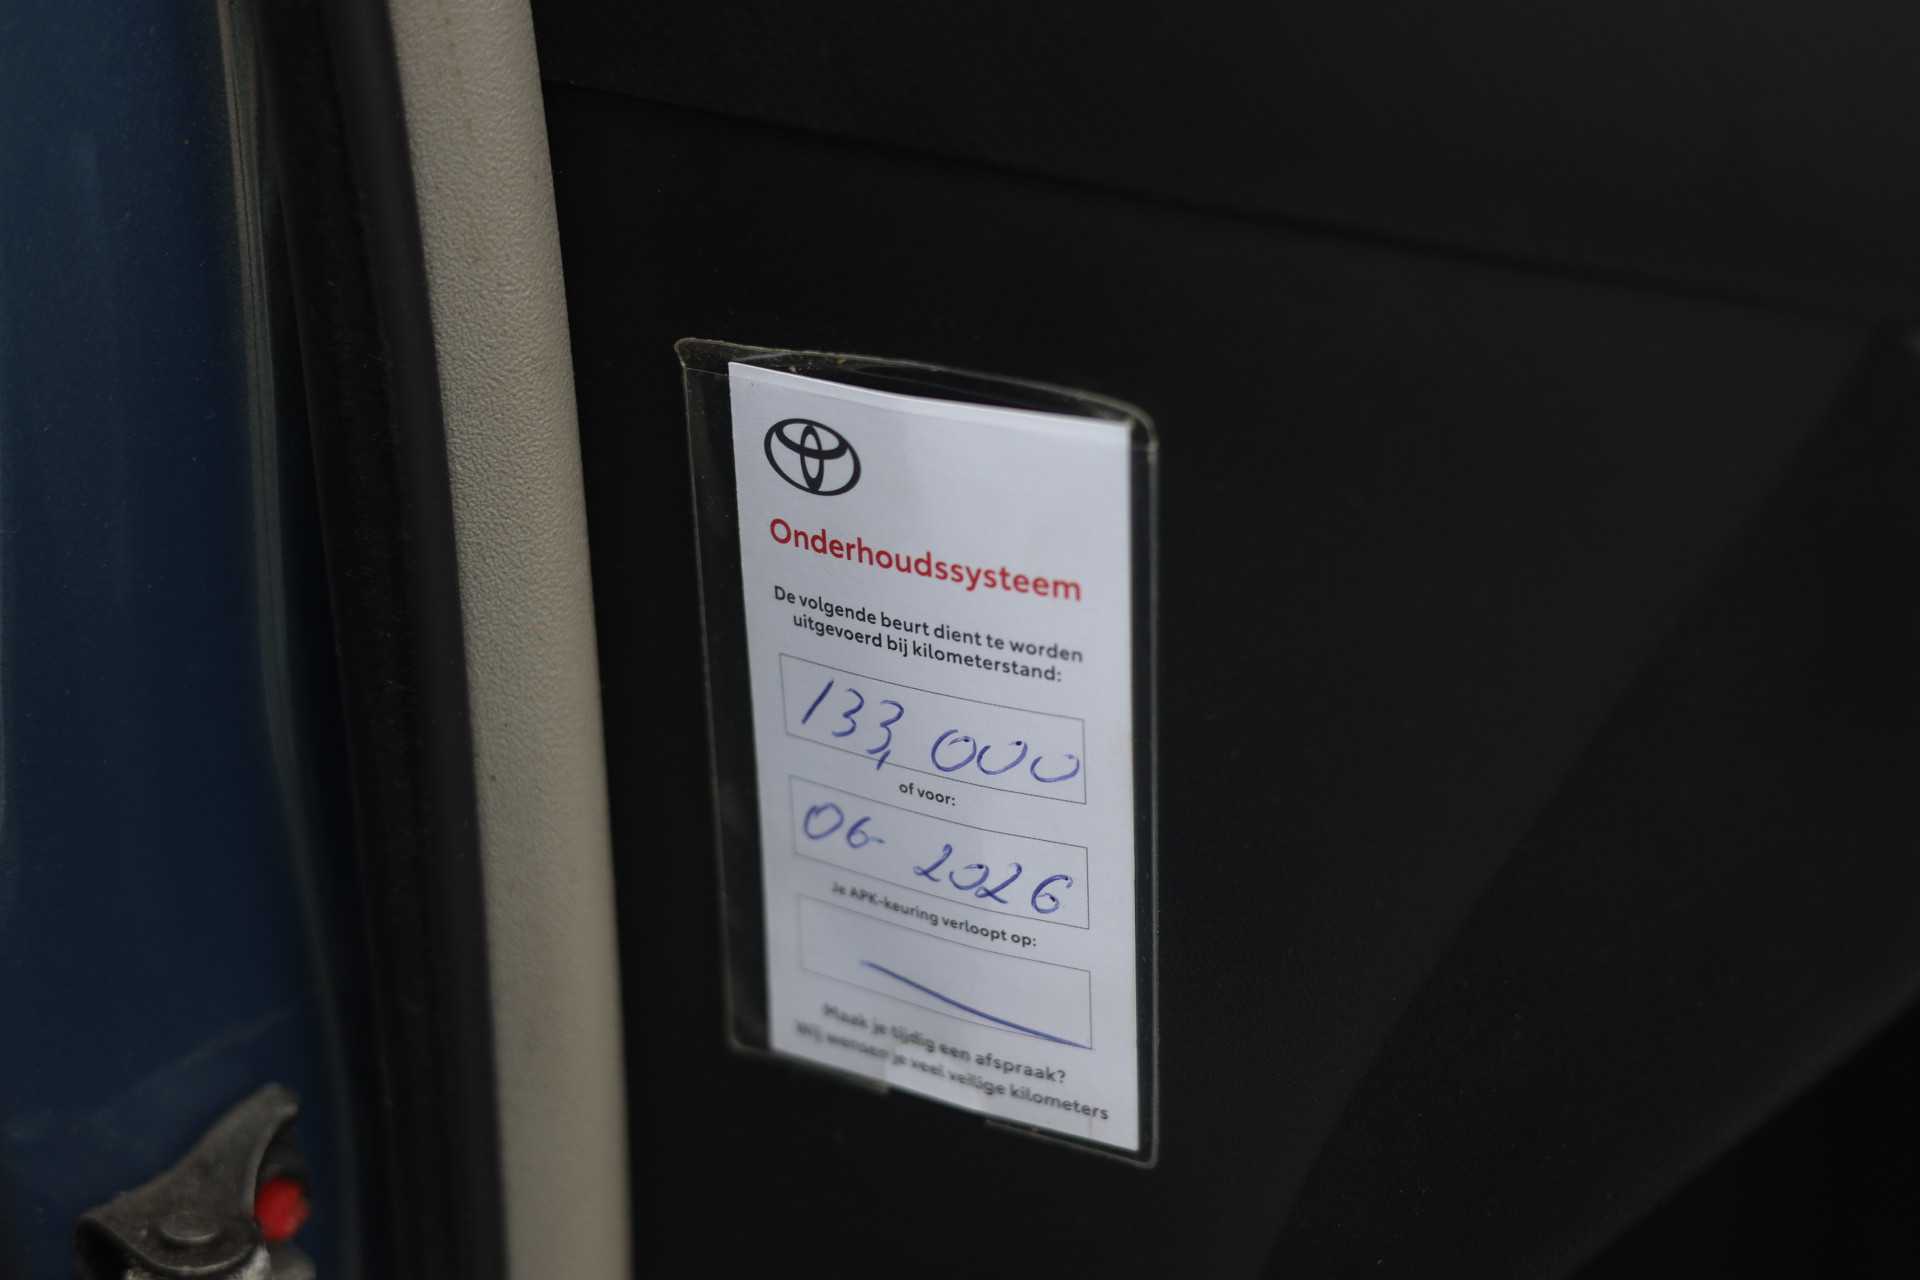 Onderhoudssysteem
De volgende beurt dient te worden
uitgevoerd bij kilometerstand:
133,000
of voor:
06-2026
Je APK-keuring verloopt op:
Maak je tijdig een afspraak?
Wij wensen je veel veilige kilometers